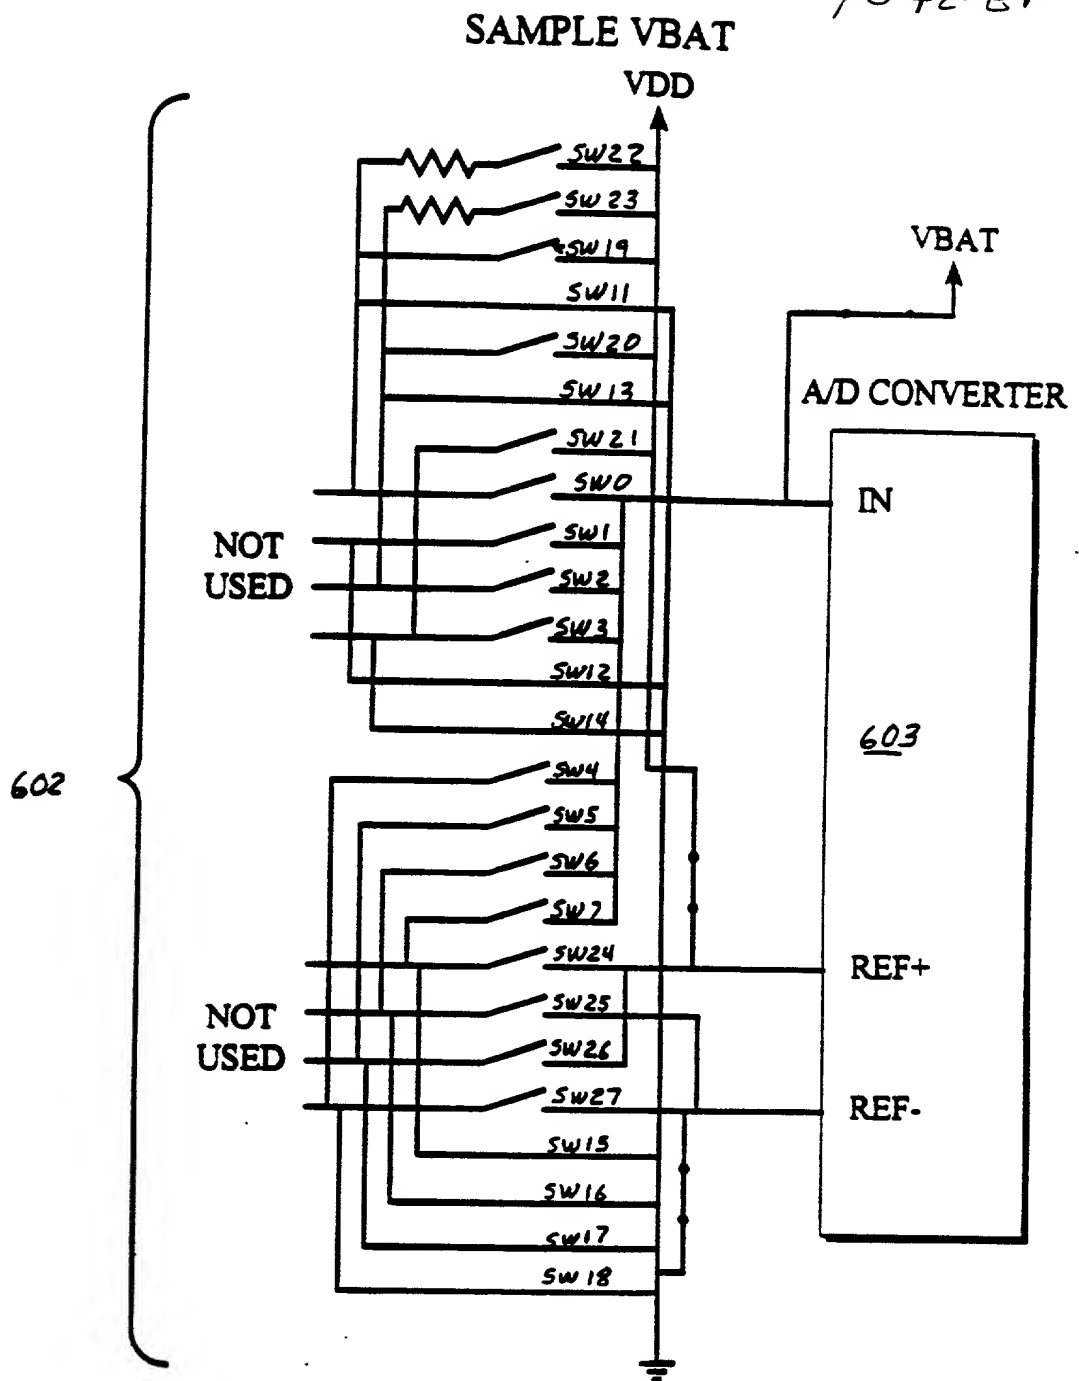 SAMPLE VBAT
VDD
SW22
SW23
SW19
VBAT
SW11
SW20
SW13
A/D CONVERTER
SW21
SW0
IN
SW1
NOT
USED
SW2
SW3
SW12
SW14
603
602
SW4
SW5
SW6
SW7
SW24
REF+
SW25
NOT
USED
SW26
SW27
REF-
SW15
SW16
SW17
SW18